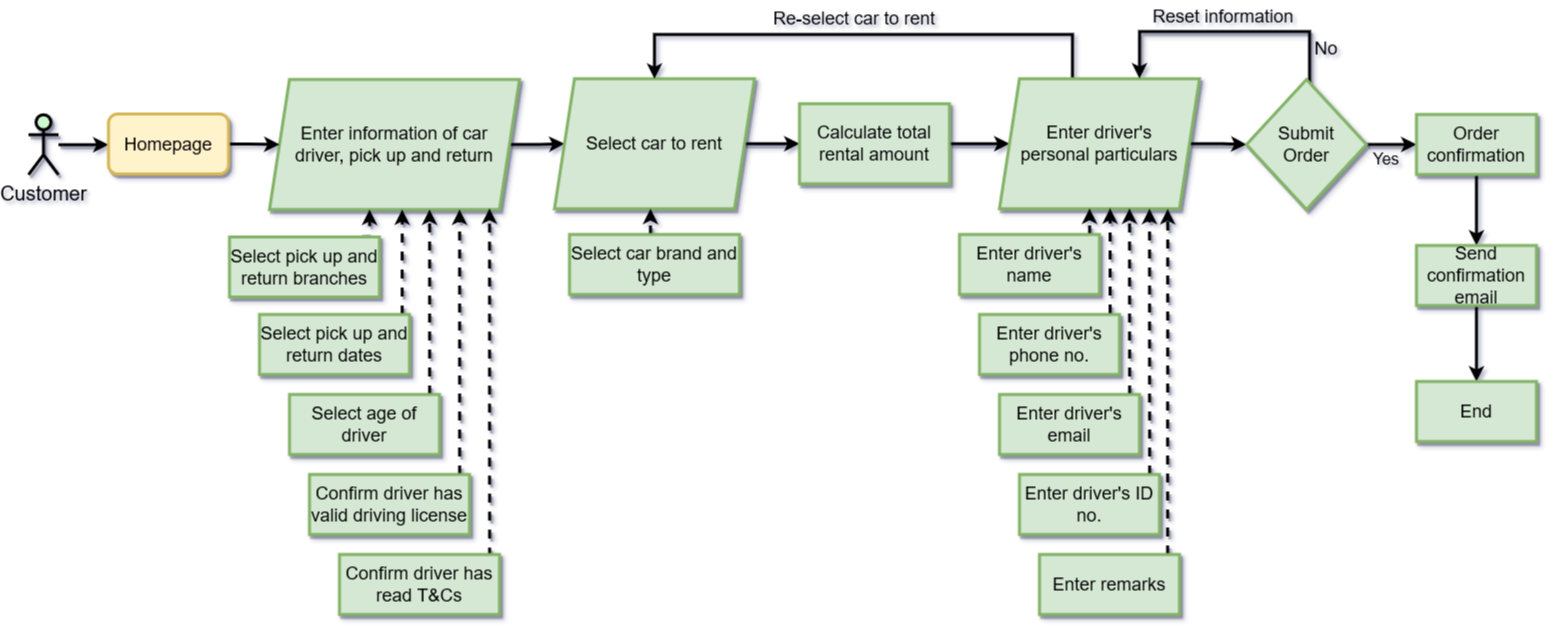 Re-select car to rent
Reset information
No
Customer
Homepage
Enter information of car
driver, pick up and return
Select car to rent
Calculate total
rental amount
Enter driver's
personal particulars
Submit
Order
Yes
Order
confirmation
Select pick up and
return branches
Select pick up and
return dates
Select age of
driver
Confirm driver has
valid driving license
Confirm driver has
read T&Cs
Select car brand and
type
Enter driver's
name
Enter driver's
phone no.
Enter driver's
email
Enter driver's ID
no.
Enter remarks
Send
confirmation
email
End